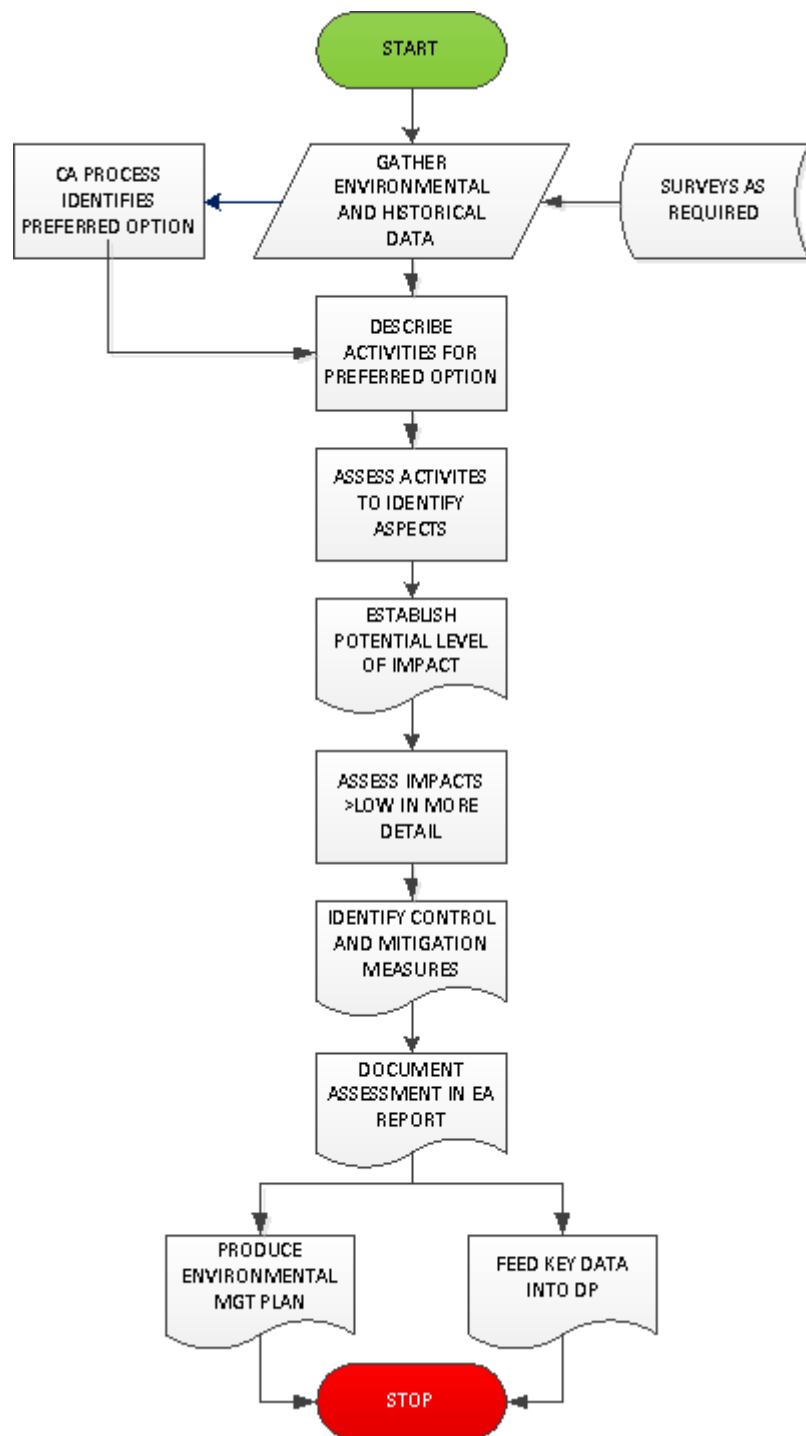 START
CA PROCESS
IDENTIFIES
PREFERRED OPTION
GATHER
ENVIRONMENTAL
AND HISTORICAL
DATA
SURVEYS AS
REQUIRED
DESCRIBE
ACTIVITIES FOR
PREFERRED OPTION
ASSESS ACTIVITES
TO IDENTIFY
ASPECTS
ESTABLISH
POTENTIAL LEVEL
OF IMPACT
ASSESS IMPACTS
>LOW IN MORE
DETAIL
IDENTIFY CONTROL
AND MITIGATION
MEASURES
DOCUMENT
ASSESSMENT IN EA
REPORT
PRODUCE
ENVIRONMENTAL
MGT PLAN
FEED KEY DATA
INTO DP
STOP